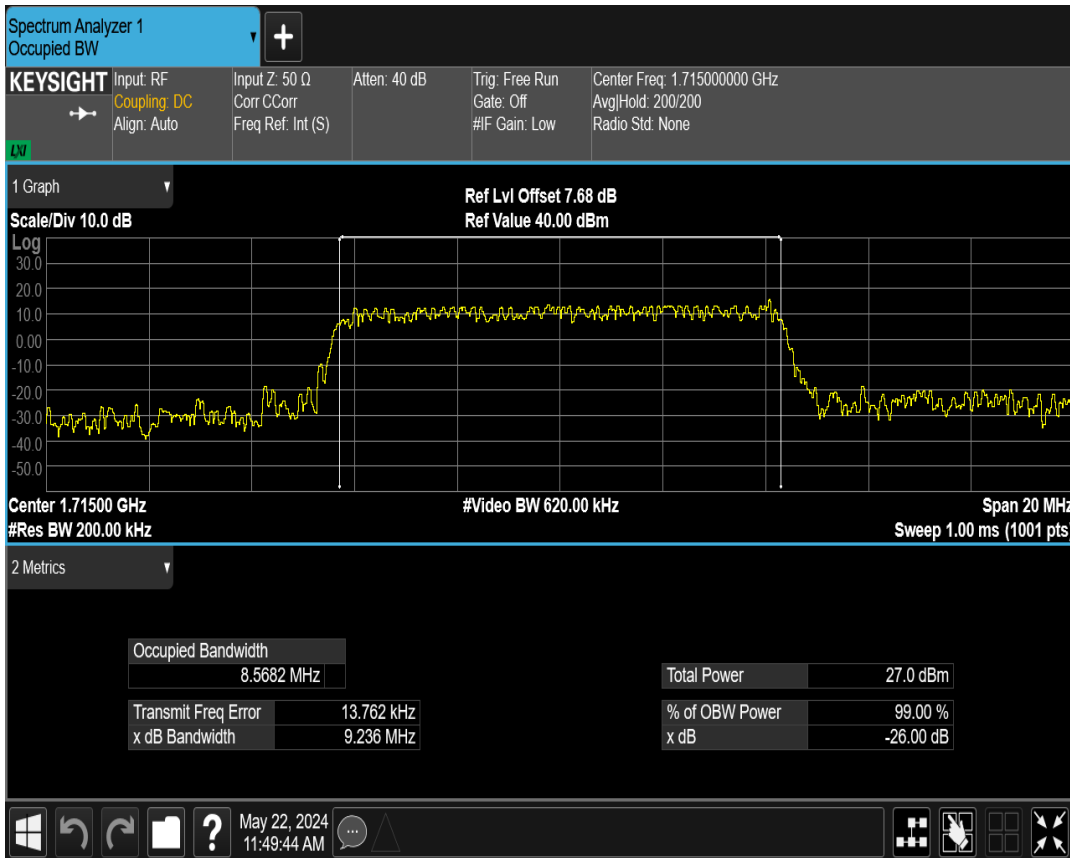 Spectrum Analyzer 1
Occupied BW
+
KEYSIGHT
LXI
Input: RF
Coupling: DC
Align: Auto
Input Z: 50 Ω
Corr CCorr
Freq Ref: Int (S)
Atten: 40 dB
Trig: Free Run
Gate: Off
#IF Gain: Low
Center Freq: 1.715000000 GHz
Avg|Hold: 200/200
Radio Std: None
1 Graph
Scale/Div 10.0 dB
Ref Lvl Offset 7.68 dB
Ref Value 40.00 dBm
Log
30.0
20.0
10.0
0.00
-10.0
-20.0
-30.0
-40.0
-50.0
Center 1.71500 GHz
#Video BW 620.00 kHz
Span 20 MHz
#Res BW 200.00 kHz
Sweep 1.00 ms (1001 pts)
2 Metrics
Occupied Bandwidth
8.5682 MHz
Total Power 27.0 dBm
Transmit Freq Error 13.762 kHz
% of OBW Power 99.00 %
x dB Bandwidth 9.236 MHz
x dB -26.00 dB
?
May 22, 2024
11:49:44 AM